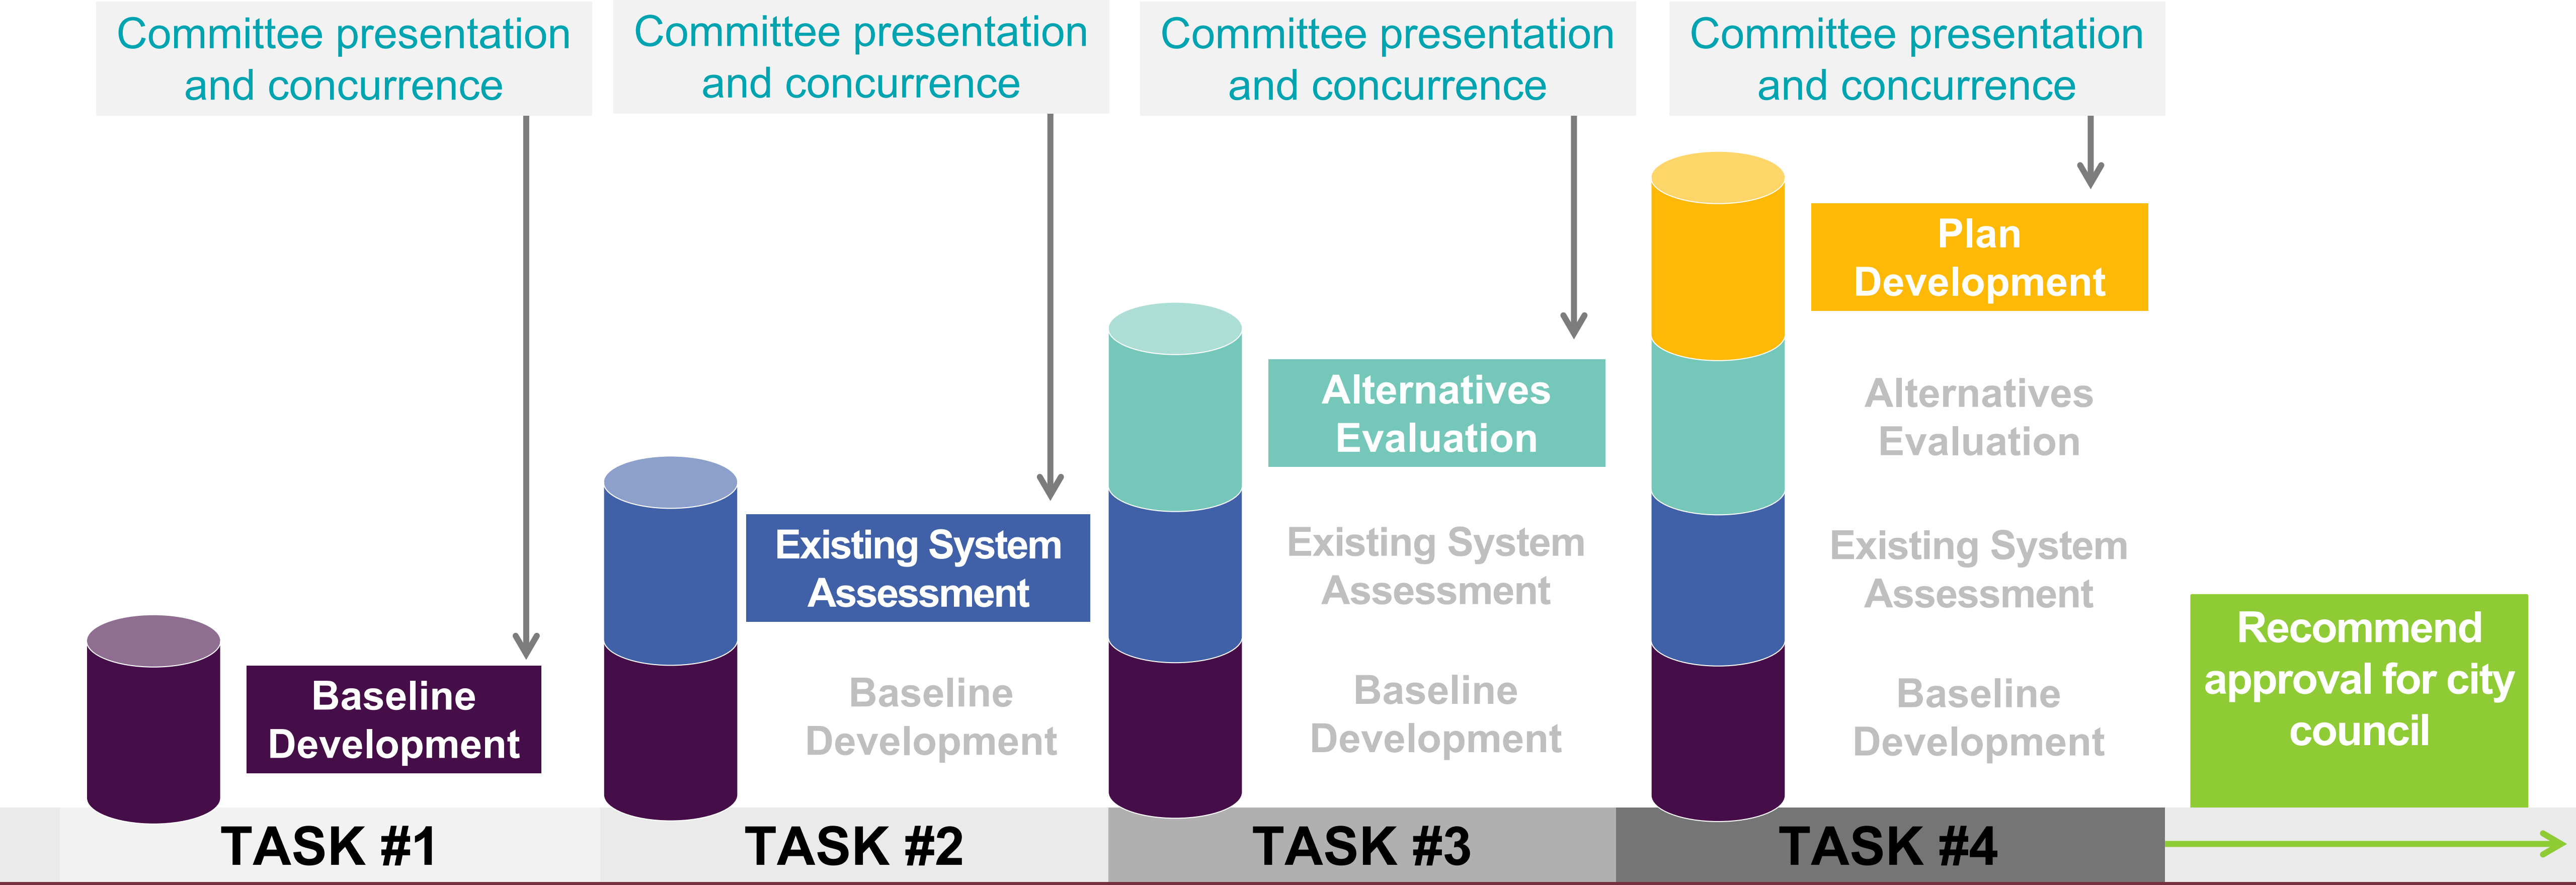 Committee presentation
and concurrence
Committee presentation
and concurrence
Committee presentation
and concurrence
Committee presentation
and concurrence
Baseline
Development
Existing System
Assessment
Baseline
Development
Alternatives
Evaluation
Existing System
Assessment
Baseline
Development
Plan
Development
Alternatives
Evaluation
Existing System
Assessment
Baseline
Development
Recommend
approval for city
council
TASK #1
TASK #2
TASK #3
TASK #4